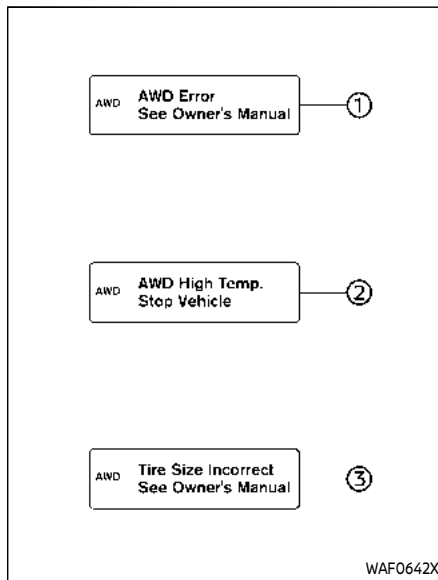 AWD AWD Error
See Owner's Manual
①
AWD AWD High Temp.
Stop Vehicle
②
AWD Tire Size Incorrect
See Owner's Manual
③
WAF0642X